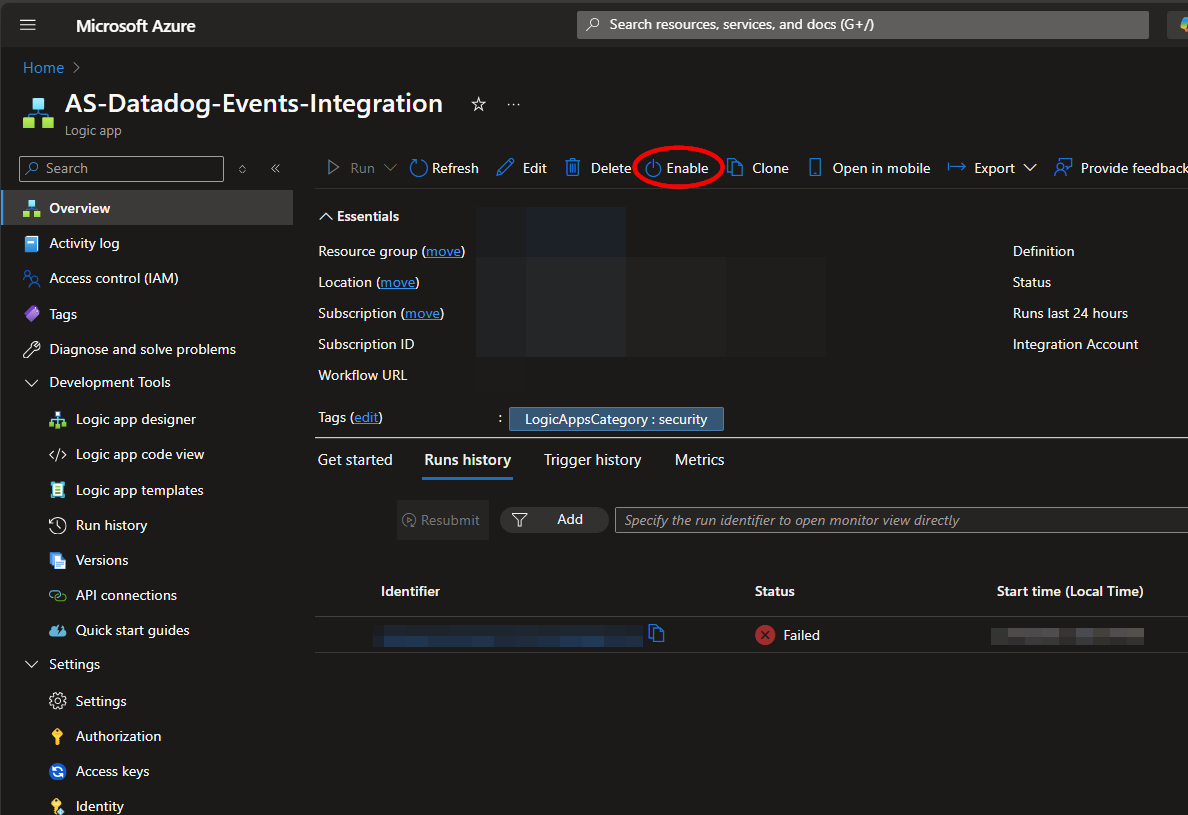 Microsoft Azure
Search resources, services, and docs (G+/)
Home
AS-Datadog-Events-Integration
Logic app
Search
Run
Refresh
Edit
Delete
Enable
Clone
Open in mobile
Export
Provide feedback
Overview
Activity log
Access control (IAM)
Tags
Diagnose and solve problems
Development Tools
Logic app designer
Logic app code view
Logic app templates
Run history
Versions
API connections
Quick start guides
Settings
Settings
Authorization
Access keys
Identity
Essentials
Resource group (move)
Location (move)
Subscription (move)
Subscription ID
Workflow URL
Definition
Status
Runs last 24 hours
Integration Account
Tags (edit) : LogicAppsCategory : security
Get started
Runs history
Trigger history
Metrics
Resubmit
Add
Specify the run identifier to open monitor view directly
Identifier
Status
Start time (Local Time)
Failed